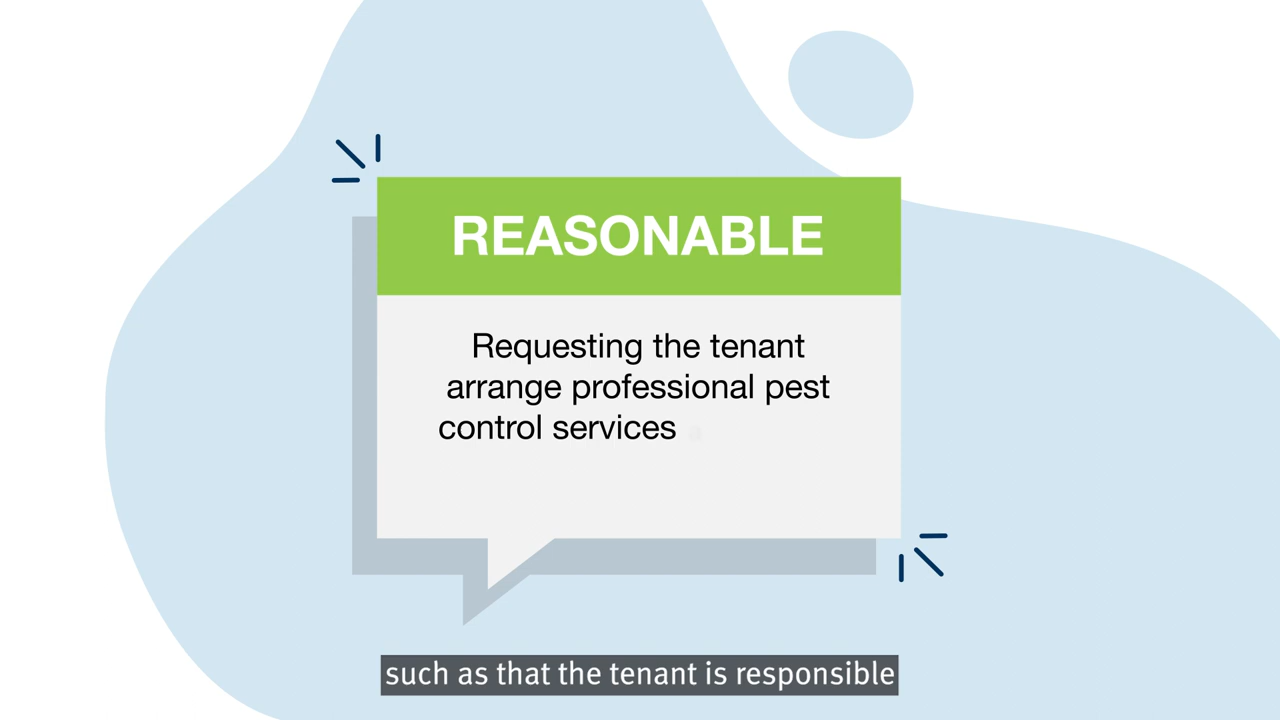 REASONABLE
Requesting the tenant
arrange professional pest
control services
such as that the tenant is responsible